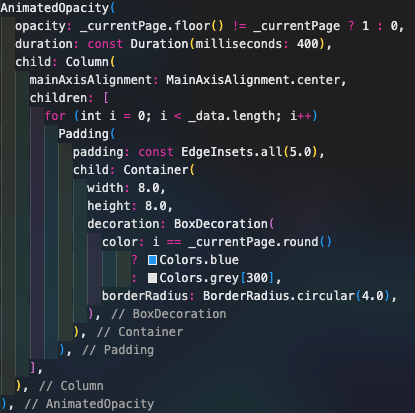 AnimatedOpacity(
  opacity: _currentPage.floor() != _currentPage ? 1 : 0,
  duration: const Duration(milliseconds: 400),
  child: Column(
    mainAxisAlignment: MainAxisAlignment.center,
    children: [
      for (int i = 0; i < _data.length; i++)
        Padding(
          padding: const EdgeInsets.all(5.0),
          child: Container(
            width: 8.0,
            height: 8.0,
            decoration: BoxDecoration(
              color: i == _currentPage.round()
                  ? Colors.blue
                  : Colors.grey[300],
              borderRadius: BorderRadius.circular(4.0),
            ), // BoxDecoration
          ), // Container
        ), // Padding
    ],
  ), // Column
), // AnimatedOpacity